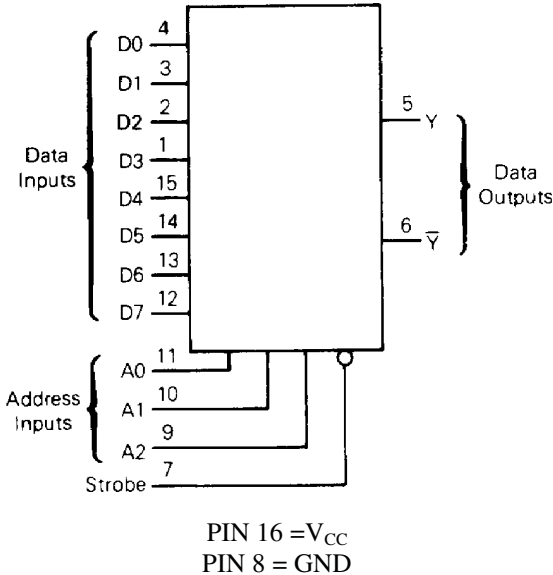 D0 4
D1 3
D2 2
D3 1
D4 15
D5 14
D6 13
D7 12
Data
Inputs
5 Y
6 Y̅
Data
Outputs
A0 11
A1 10
A2 9
Address
Inputs
Strobe 7
PIN 16 =VCC
PIN 8 = GND